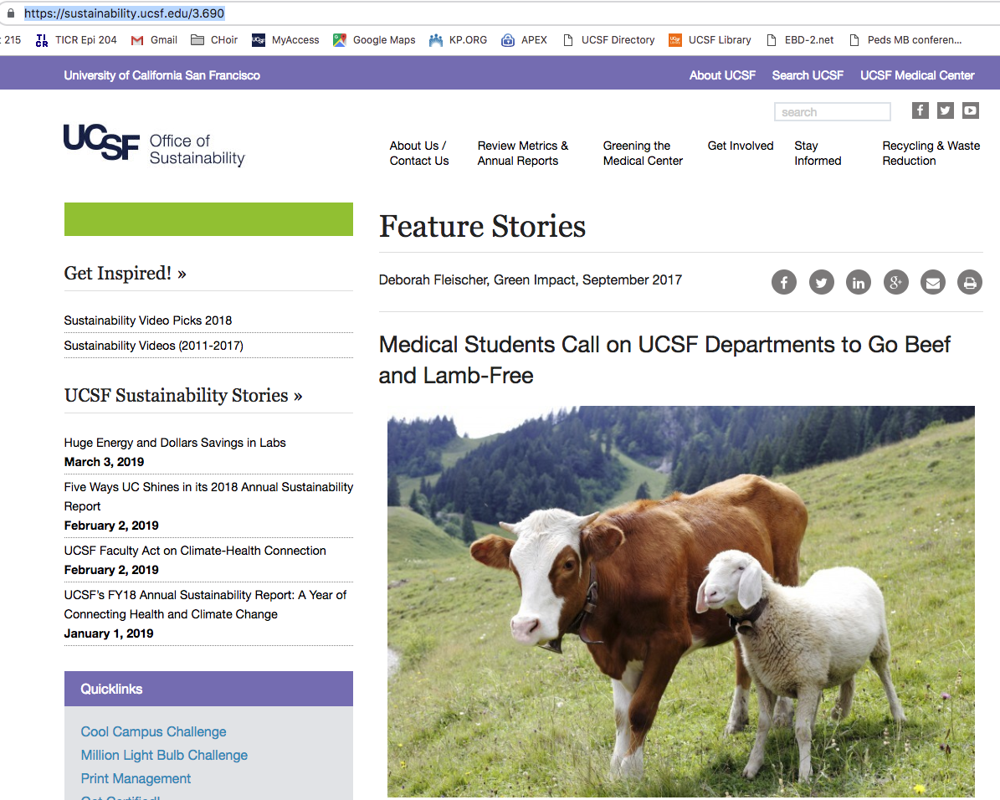 https://sustainability.ucsf.edu/3.690
215 TICR TICR Epi 204 Gmail CHoir UCSF MyAccess Google Maps KP.ORG APEX UCSF Directory UCSF Library EBD-2.net Peds MB conferen...
University of California San Francisco About UCSF Search UCSF UCSF Medical Center
search
UCSF Office of
Sustainability
About Us /
Contact Us
Review Metrics &
Annual Reports
Greening the
Medical Center
Get Involved
Stay
Informed
Recycling & Waste
Reduction
Get Inspired! »
Sustainability Video Picks 2018
Sustainability Videos (2011-2017)
UCSF Sustainability Stories »
Huge Energy and Dollars Savings in Labs
March 3, 2019
Five Ways UC Shines in its 2018 Annual Sustainability
Report
February 2, 2019
UCSF Faculty Act on Climate-Health Connection
February 2, 2019
UCSF's FY18 Annual Sustainability Report: A Year of
Connecting Health and Climate Change
January 1, 2019
Quicklinks
Cool Campus Challenge
Million Light Bulb Challenge
Print Management
Get Certified!
Feature Stories
Deborah Fleischer, Green Impact, September 2017
Medical Students Call on UCSF Departments to Go Beef
and Lamb-Free